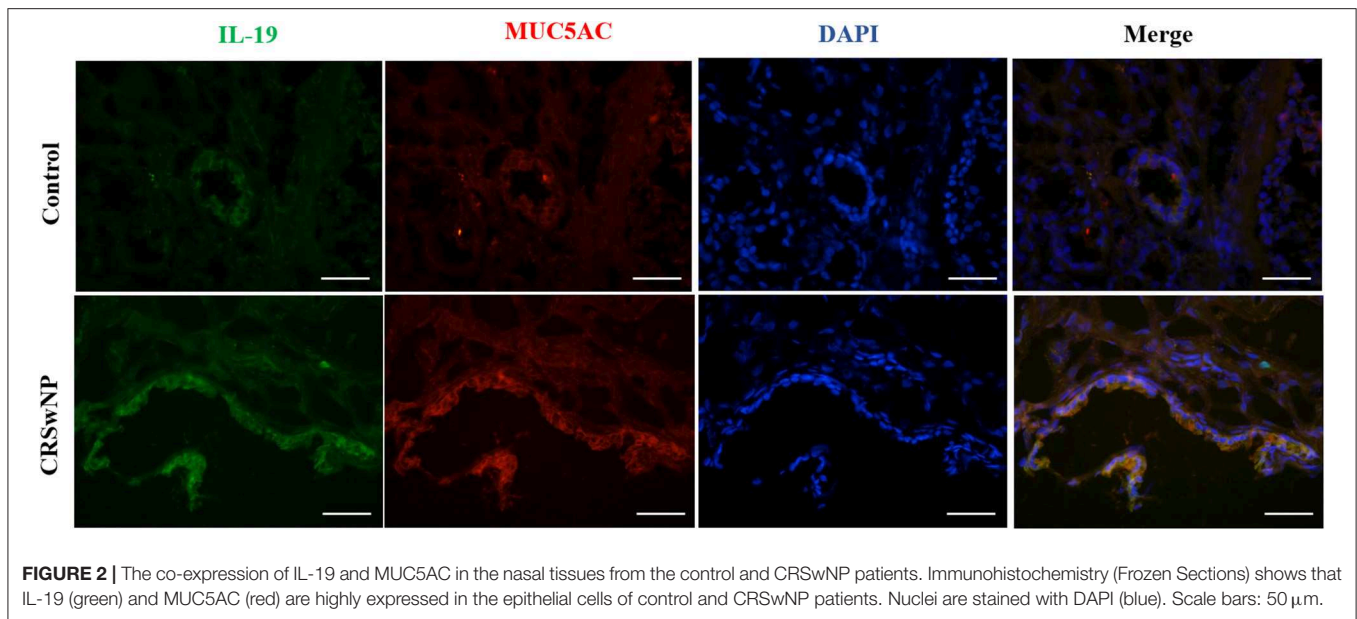 IL-19 MUC5AC DAPI Merge
Control
CRSwNP
FIGURE 2 | The co-expression of IL-19 and MUC5AC in the nasal tissues from the control and CRSwNP patients. Immunohistochemistry (Frozen Sections) shows that
IL-19 (green) and MUC5AC (red) are highly expressed in the epithelial cells of control and CRSwNP patients. Nuclei are stained with DAPI (blue). Scale bars: 50 μm.